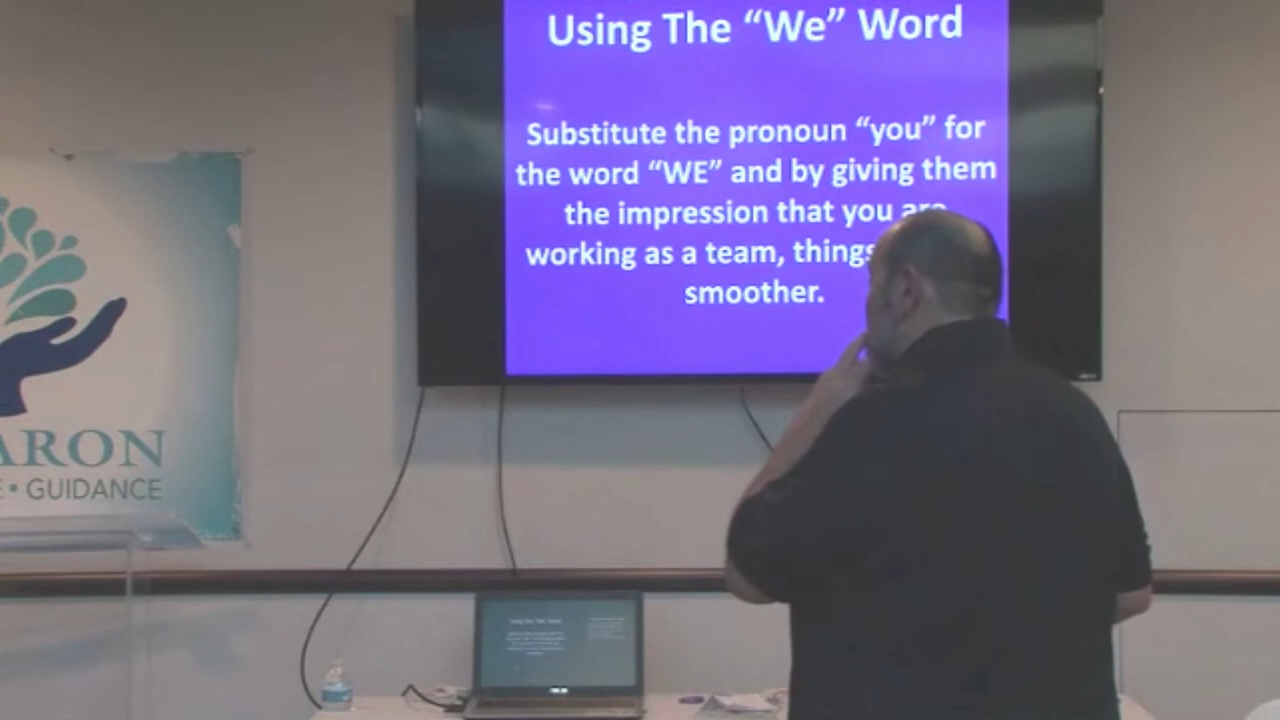 Using The “We” Word
Substitute the pronoun “you” for
the word “WE” and by giving them
the impression that you are
working as a team, things
smoother.
ARON
• GUIDANCE